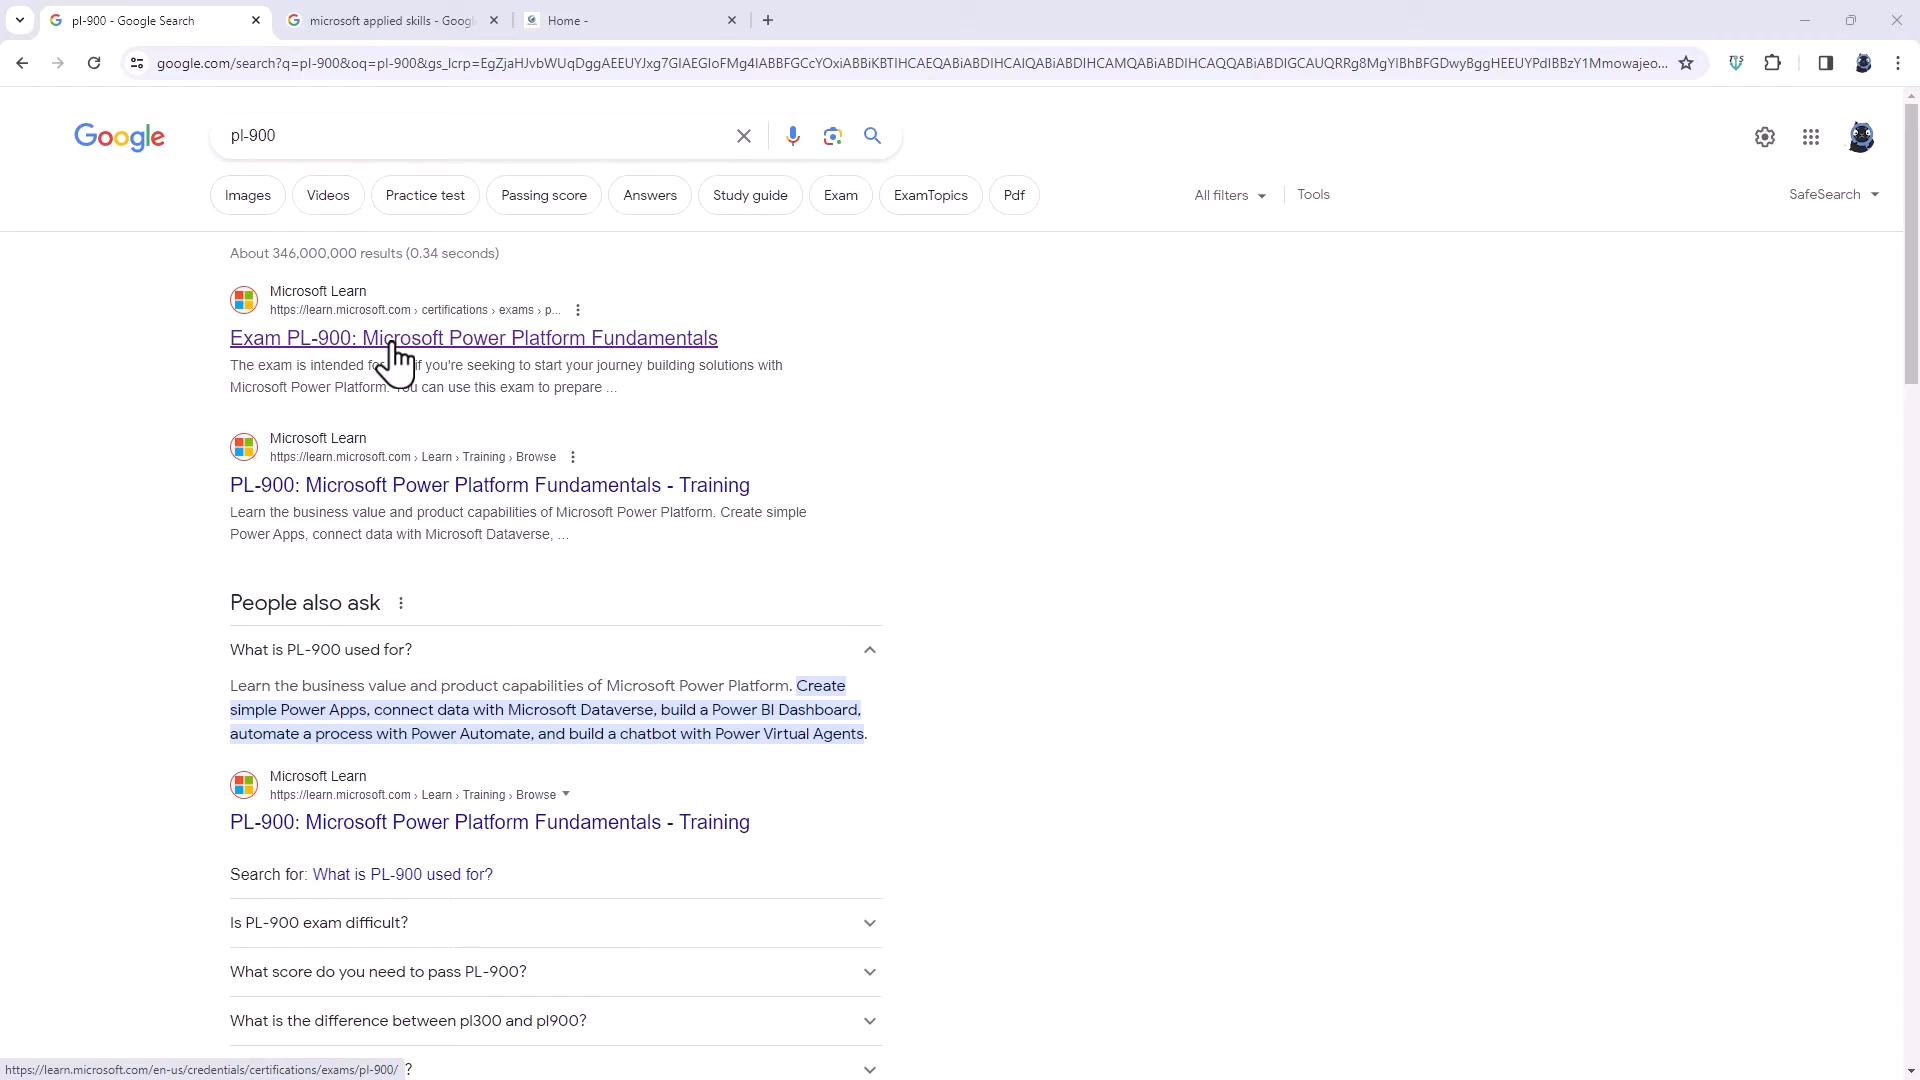 pl-900 - Google Search
microsoft applied skills - Goog
Home -
google.com/search?q=pl-900&oq=pl-900&gs_lcrp=EgZjaHJvbWUqDggAEEUYJxg7GIAEGIoFMg4IABBFGCcYOxiABBiKBTIHCAEQABiABDIHCAIQABiABDIHCAMQABiABDIHCAQQABiABDIGCAUQRRg8MgYIBhBFGDwyBggHEEUYPdIBBzY1Mmowajeo...
Google
pl-900
Images
Videos
Practice test
Passing score
Answers
Study guide
Exam
ExamTopics
Pdf
All filters
Tools
SafeSearch
About 346,000,000 results (0.34 seconds)
Microsoft Learn
https://learn.microsoft.com › certifications › exams › p...
Exam PL-900: Microsoft Power Platform Fundamentals
The exam is intended if you're seeking to start your journey building solutions with
Microsoft Power Platform. can use this exam to prepare ...
Microsoft Learn
https://learn.microsoft.com › Learn › Training › Browse
PL-900: Microsoft Power Platform Fundamentals - Training
Learn the business value and product capabilities of Microsoft Power Platform. Create simple
Power Apps, connect data with Microsoft Dataverse, ...
People also ask
What is PL-900 used for?
Learn the business value and product capabilities of Microsoft Power Platform. Create
simple Power Apps, connect data with Microsoft Dataverse, build a Power BI Dashboard,
automate a process with Power Automate, and build a chatbot with Power Virtual Agents.
Microsoft Learn
https://learn.microsoft.com › Learn › Training › Browse
PL-900: Microsoft Power Platform Fundamentals - Training
Search for: What is PL-900 used for?
Is PL-900 exam difficult?
What score do you need to pass PL-900?
What is the difference between pl300 and pl900?
https://learn.microsoft.com/en-us/credentials/certifications/exams/pl-900/ ?